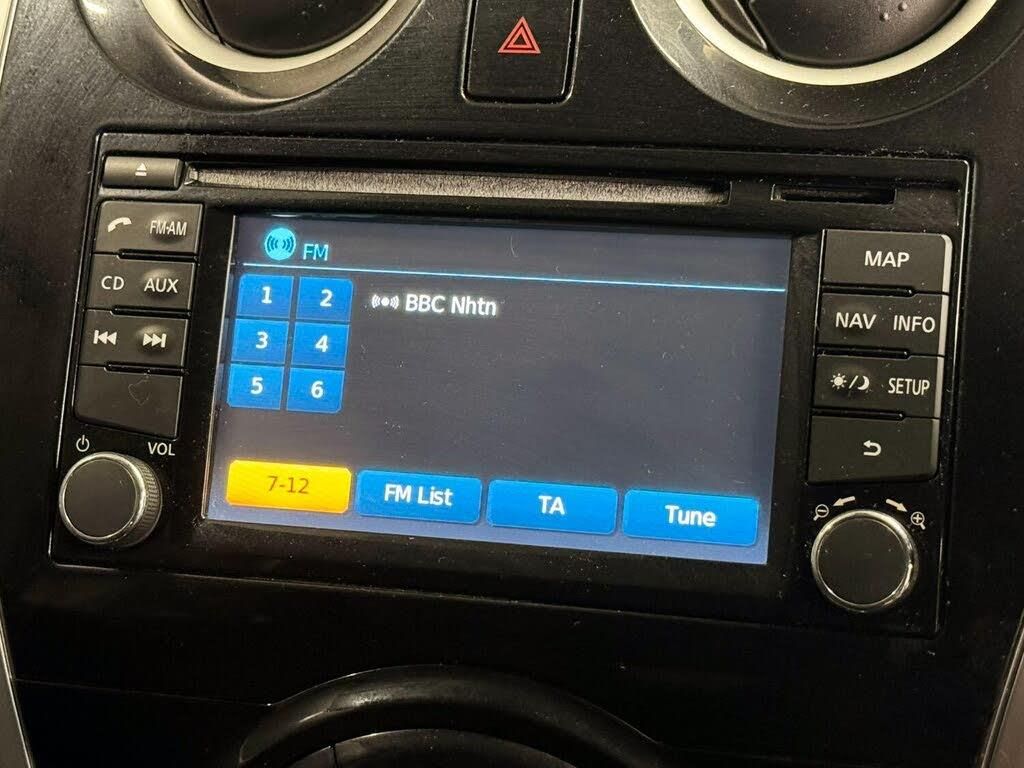 FM-AM
CD AUX
VOL
FM
1 2
3 4
5 6
BBC Nhtn
7-12 FM List TA Tune
MAP
NAV INFO
SETUP